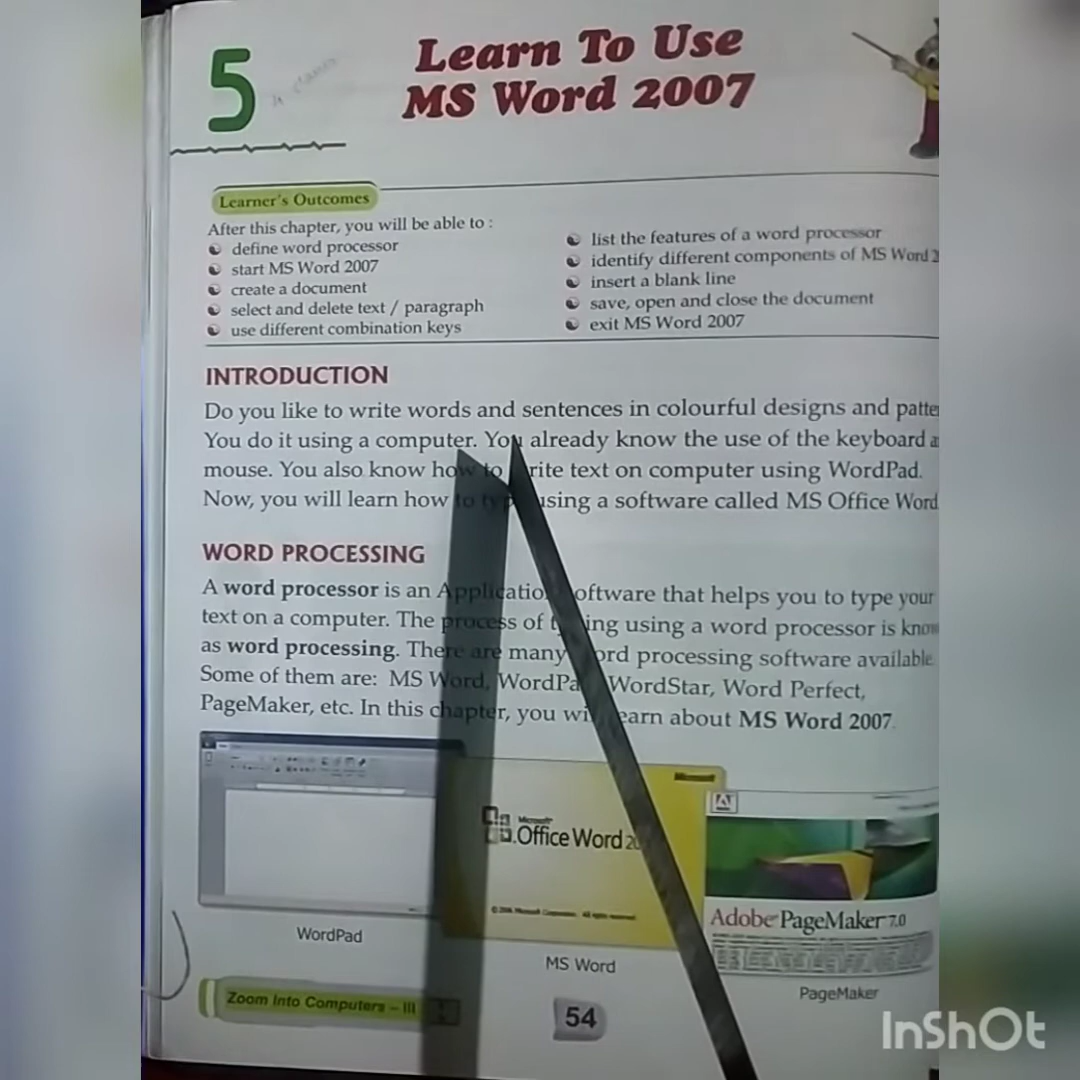 5
Learn To Use
MS Word 2007
Learner's Outcomes
After this chapter, you will be able to :
define word processor
start MS Word 2007
create a document
select and delete text / paragraph
use different combination keys
list the features of a word processor
identify different components of MS Word 2
insert a blank line
save, open and close the document
exit MS Word 2007
INTRODUCTION
Do you like to write words and sentences in colourful designs and patte
You do it using a computer. You already know the use of the keyboard a
mouse. You also know how to write text on computer using WordPad.
Now, you will learn how to type using a software called MS Office Word
WORD PROCESSING
A word processor is an Application software that helps you to type your
text on a computer. The process of typing using a word processor is know
as word processing. There are many word processing software available.
Some of them are: MS Word, WordPad, WordStar, Word Perfect,
PageMaker, etc. In this chapter, you will learn about MS Word 2007.
Microsoft
Microsoft
Office Word 20
Adobe PageMaker 7.0
WordPad
MS Word
PageMaker
Zoom Into Computers - III
54
InShOt